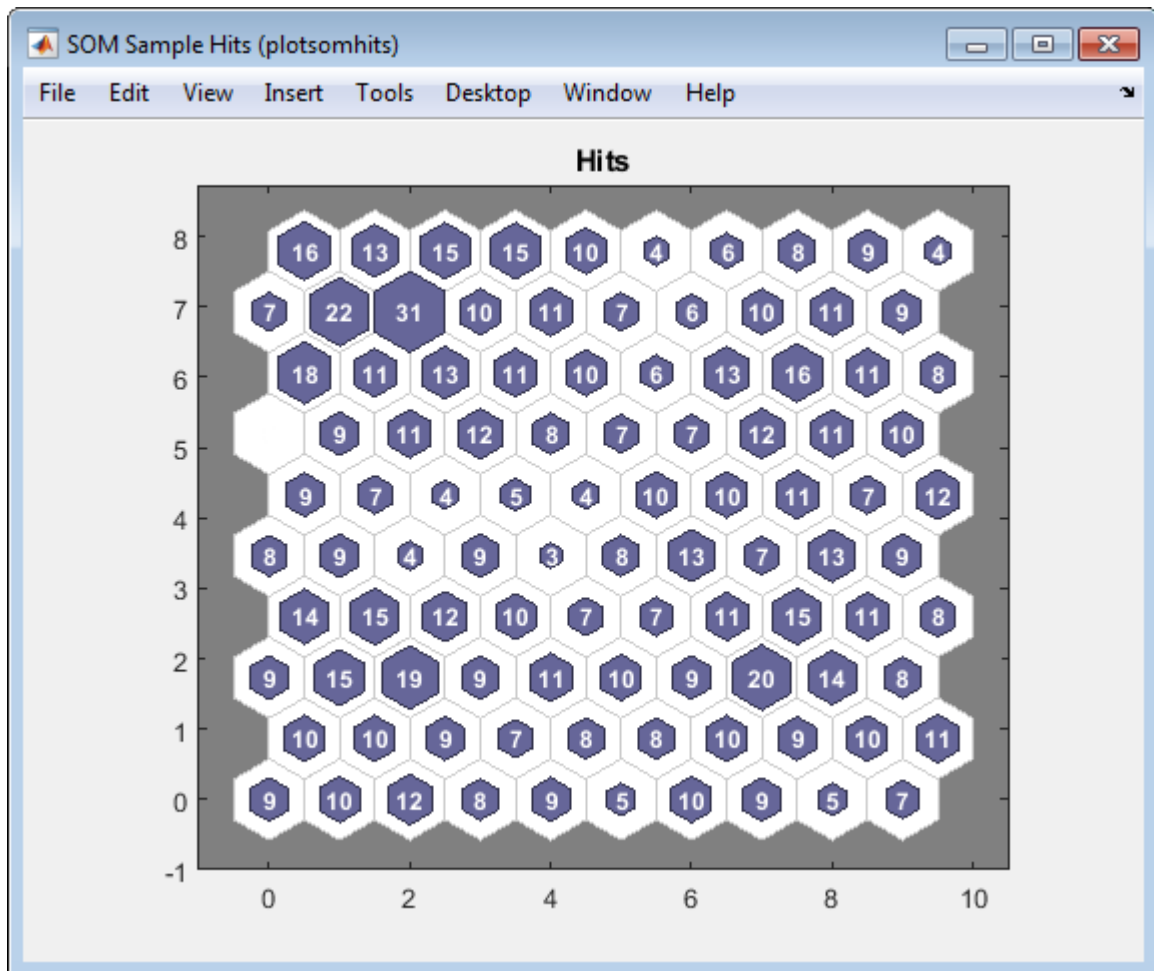 SOM Sample Hits (plotsomhits)
File Edit View Insert Tools Desktop Window Help
Hits
8 16 13 15 15 10 4 6 8 9 4
7 7 22 31 10 11 7 6 10 11 9
6 18 11 13 11 10 6 13 16 11 8
5 9 11 12 8 7 7 12 11 10
4 9 7 4 5 4 10 10 11 7 12
3 8 9 4 9 3 8 13 7 13 9
14 15 12 10 7 7 11 15 11 8
2 9 15 19 9 11 10 9 20 14 8
1 10 10 9 7 8 8 10 9 10 11
0 9 10 12 8 9 5 10 9 5 7
-1
0 2 4 6 8 10